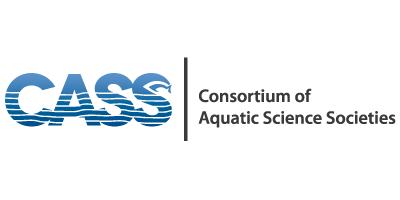 CASS
Consortium of
Aquatic Science Societies